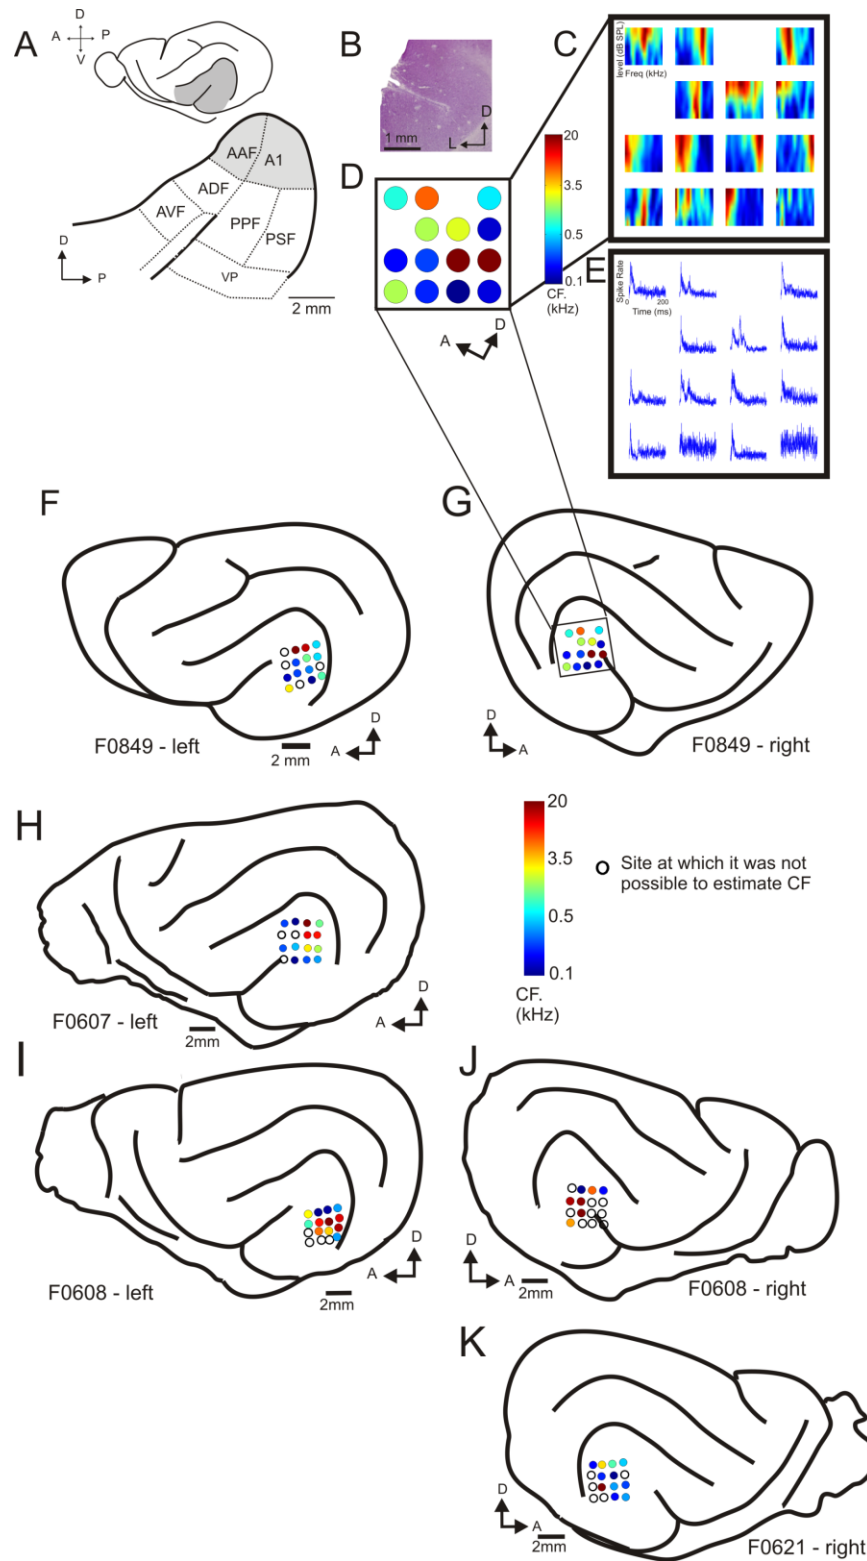 A
D
A
P
V
AAF
A1
ADF
AVF
PPF
PSF
VP
D
P
2 mm
B
1 mm
D
L
C
level (dB SPL)
Freq (kHz)
D
20
3.5
0.5
0.1
CF.
(kHz)
A
D
E
Spike Rate
0
200
Time (ms)
F
F0849 - left
2 mm
D
A
G
D
A
F0849 - right
H
F0607 - left
2mm
D
A
20
3.5
0.5
0.1
CF.
(kHz)
Site at which it was not
possible to estimate CF
I
F0608 - left
2mm
D
A
J
D
A
2mm
F0608 - right
K
D
A
2mm
F0621 - right